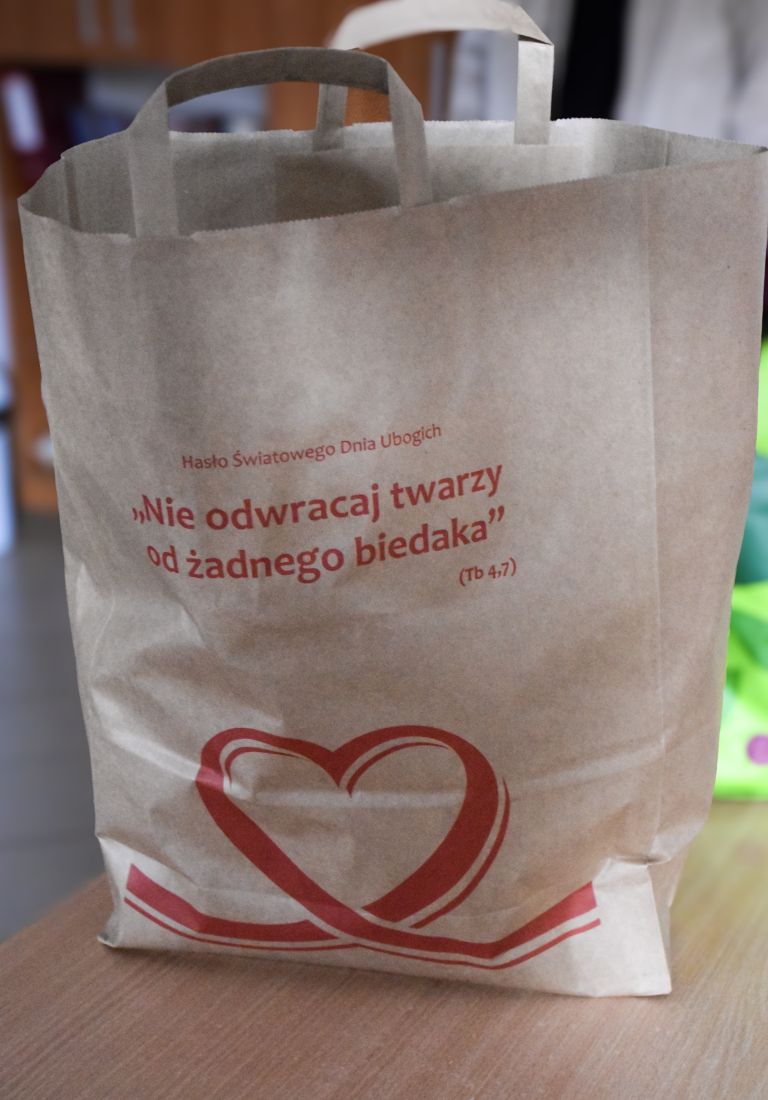 Hasło Światowego Dnia Ubogich
„Nie odwracaj twarzy
od żadnego biedaka”
(Tb 4,7)